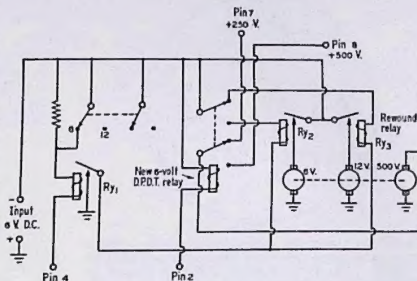 Pin 7
+250 V.
Pin 8
+500 V.
6
12
Ry2
Rewound
relay
Ry3
New 6-volt
D.P.D.T.
relay
Ry1
6 V.
12 V.
500 V.
-
Input
6 V. D.C.
+
Pin 4
Pin 2